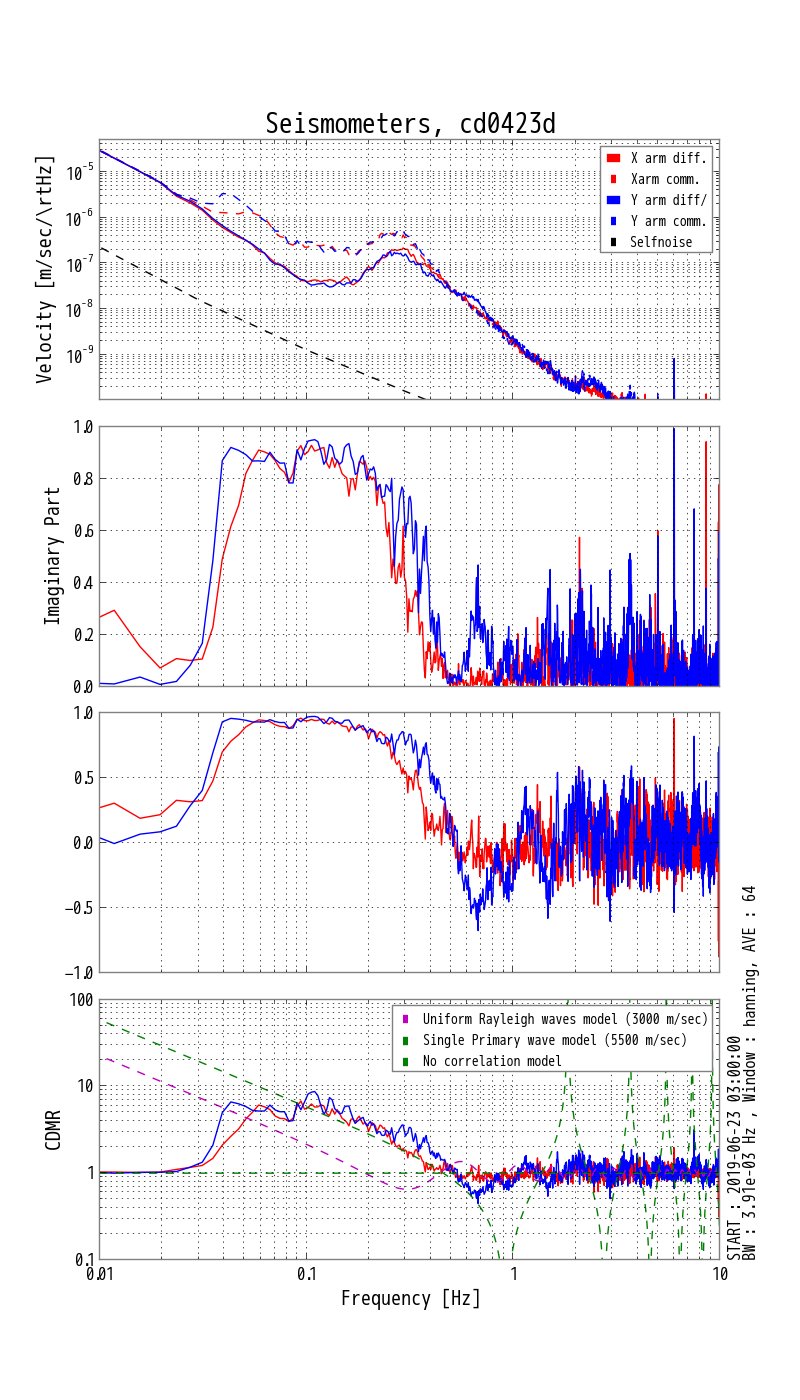 Seismometers, cd0423d
Velocity [m/sec/\rtHz]
10^-5
10^-6
10^-7
10^-8
10^-9
X arm diff.
Xarm comm.
Y arm diff/
Y arm comm.
Selfnoise
Imaginary Part
1.0
0.8
0.6
0.4
0.2
0.0
1.0
0.5
0.0
−0.5
−1.0
CDMR
100
10
1
0.1
Uniform Rayleigh waves model (3000 m/sec)
Single Primary wave model (5500 m/sec)
No correlation model
0.01
0.1
1
10
Frequency [Hz]
START : 2019-06-23 03:00:00
BW : 3.91e-03 Hz , Window : hanning, AVE : 64